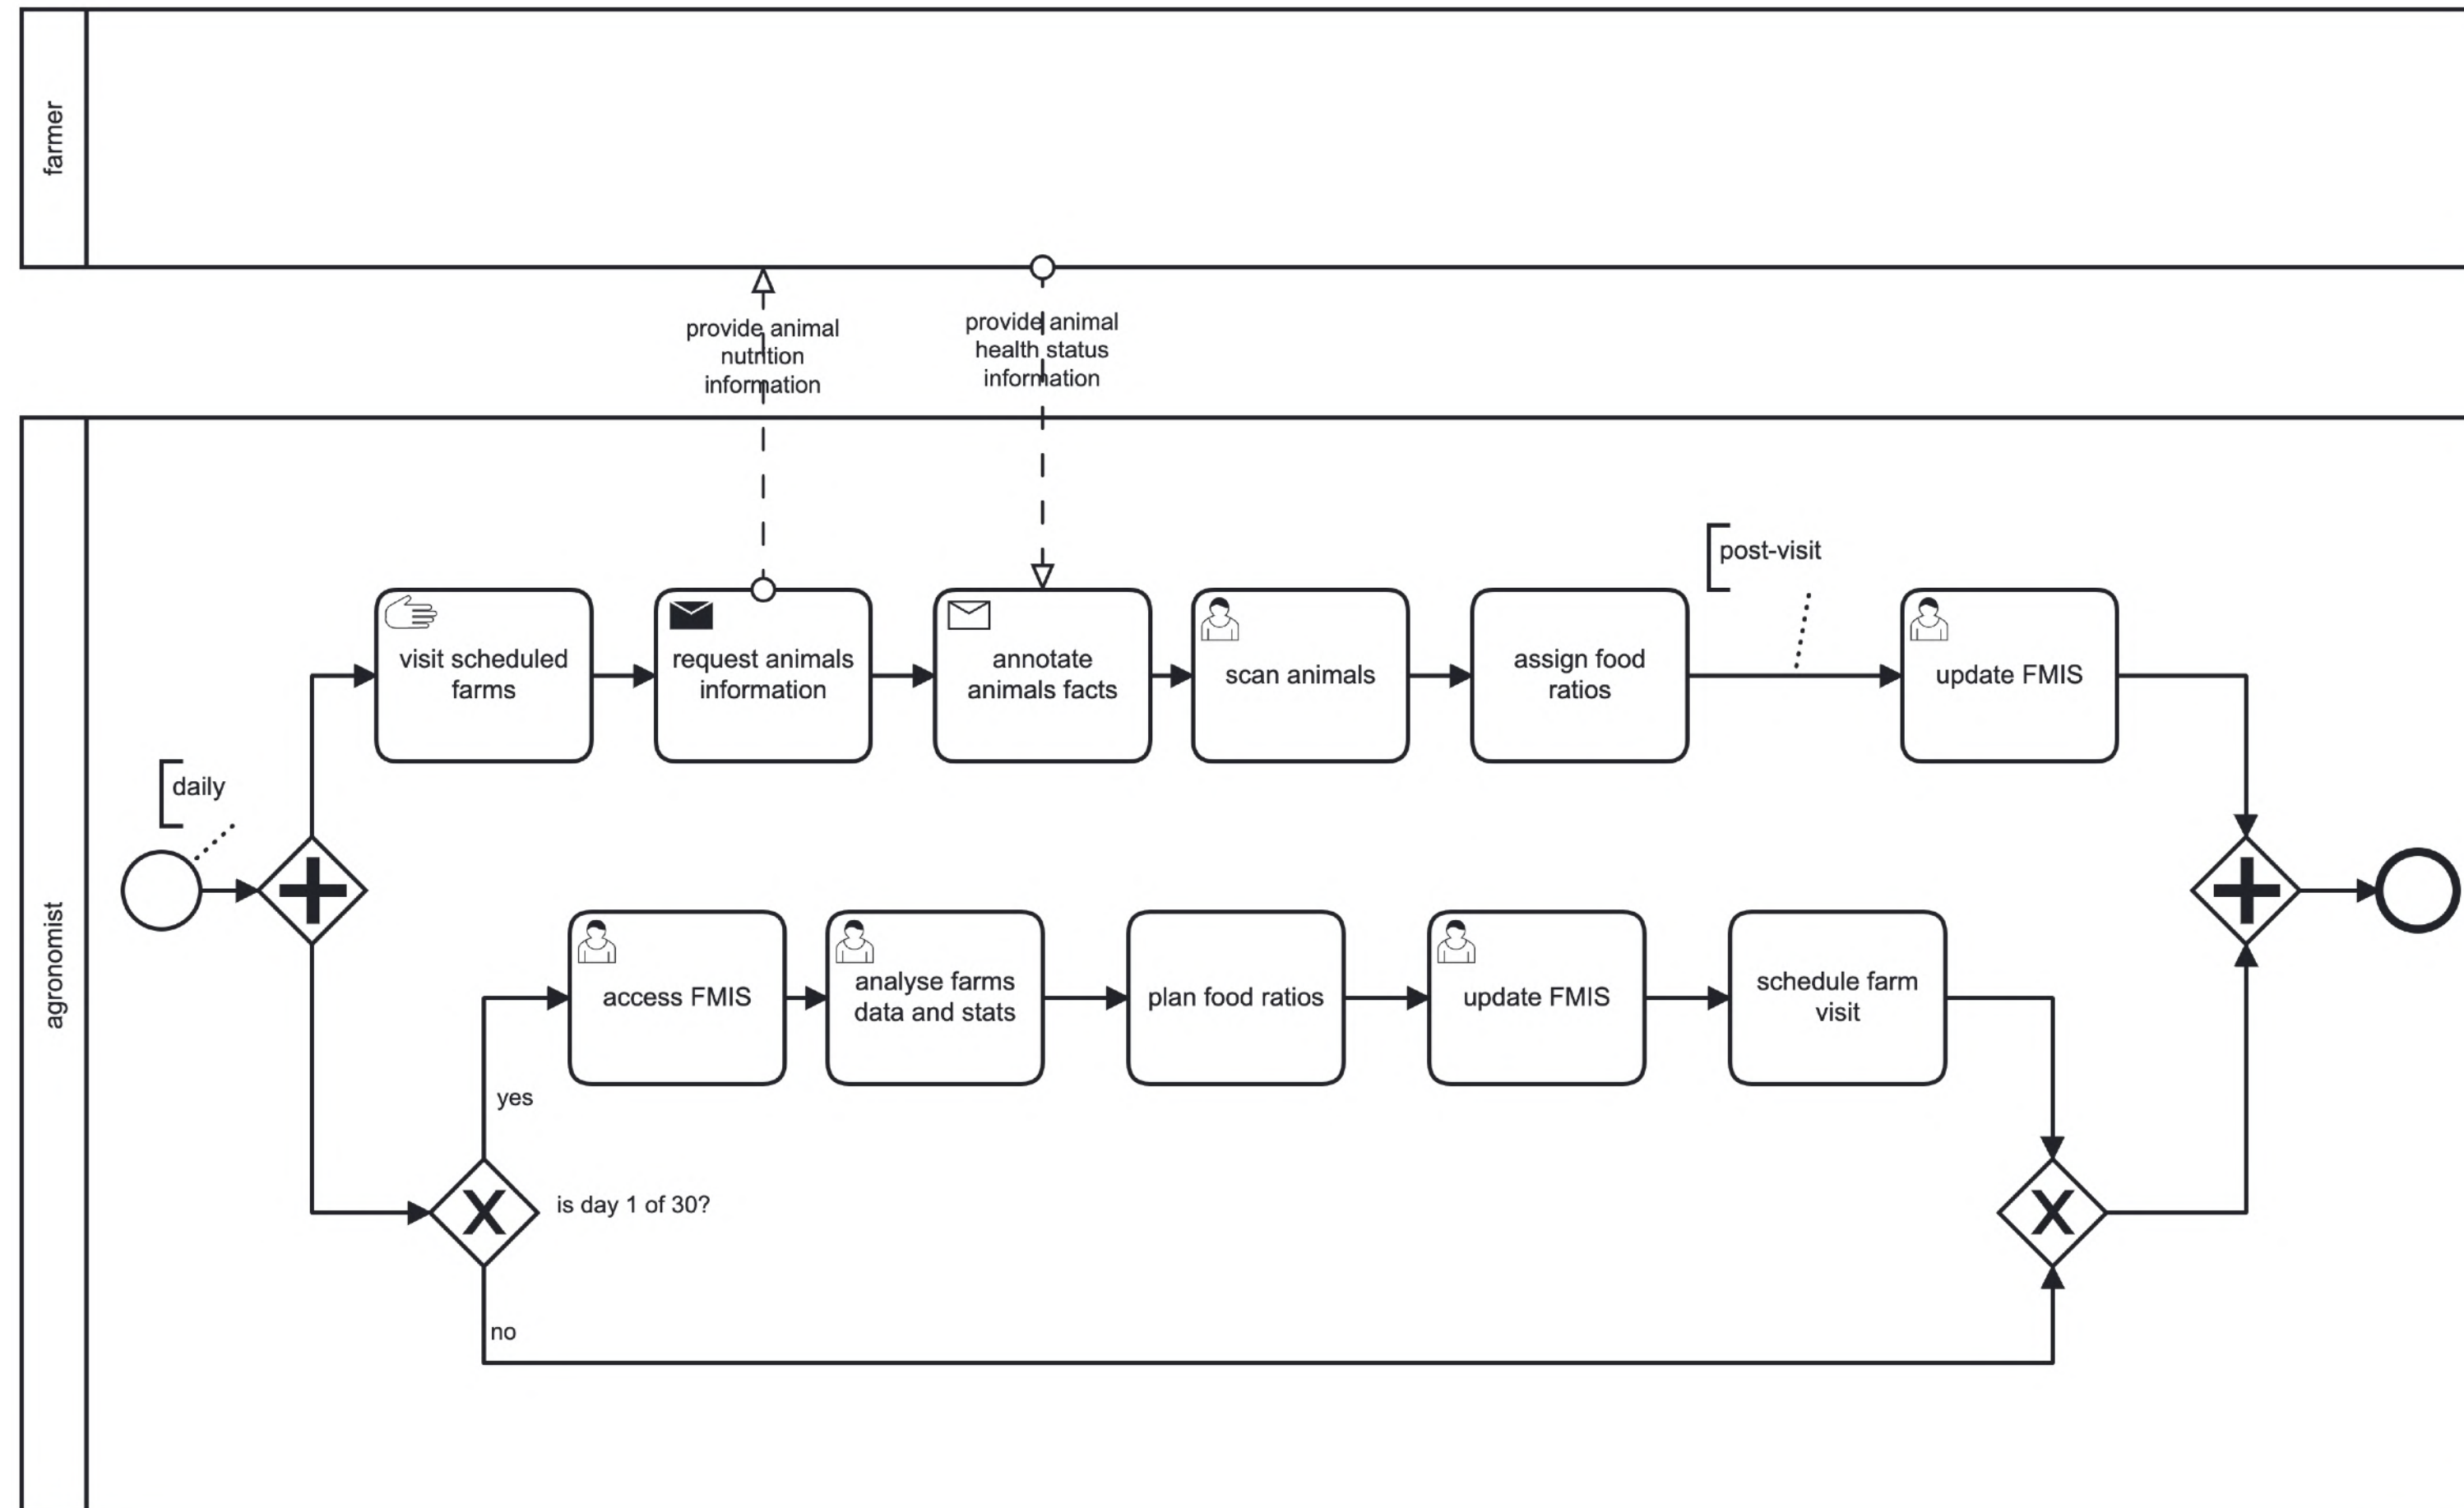 farmer
provide animal
nutrition
information
provide animal
health status
information
agronomist
post-visit
visit scheduled
farms
request animals
information
annotate
animals facts
scan animals
assign food
ratios
update FMIS
daily
access FMIS
analyse farms
data and stats
plan food ratios
update FMIS
schedule farm
visit
yes
is day 1 of 30?
no